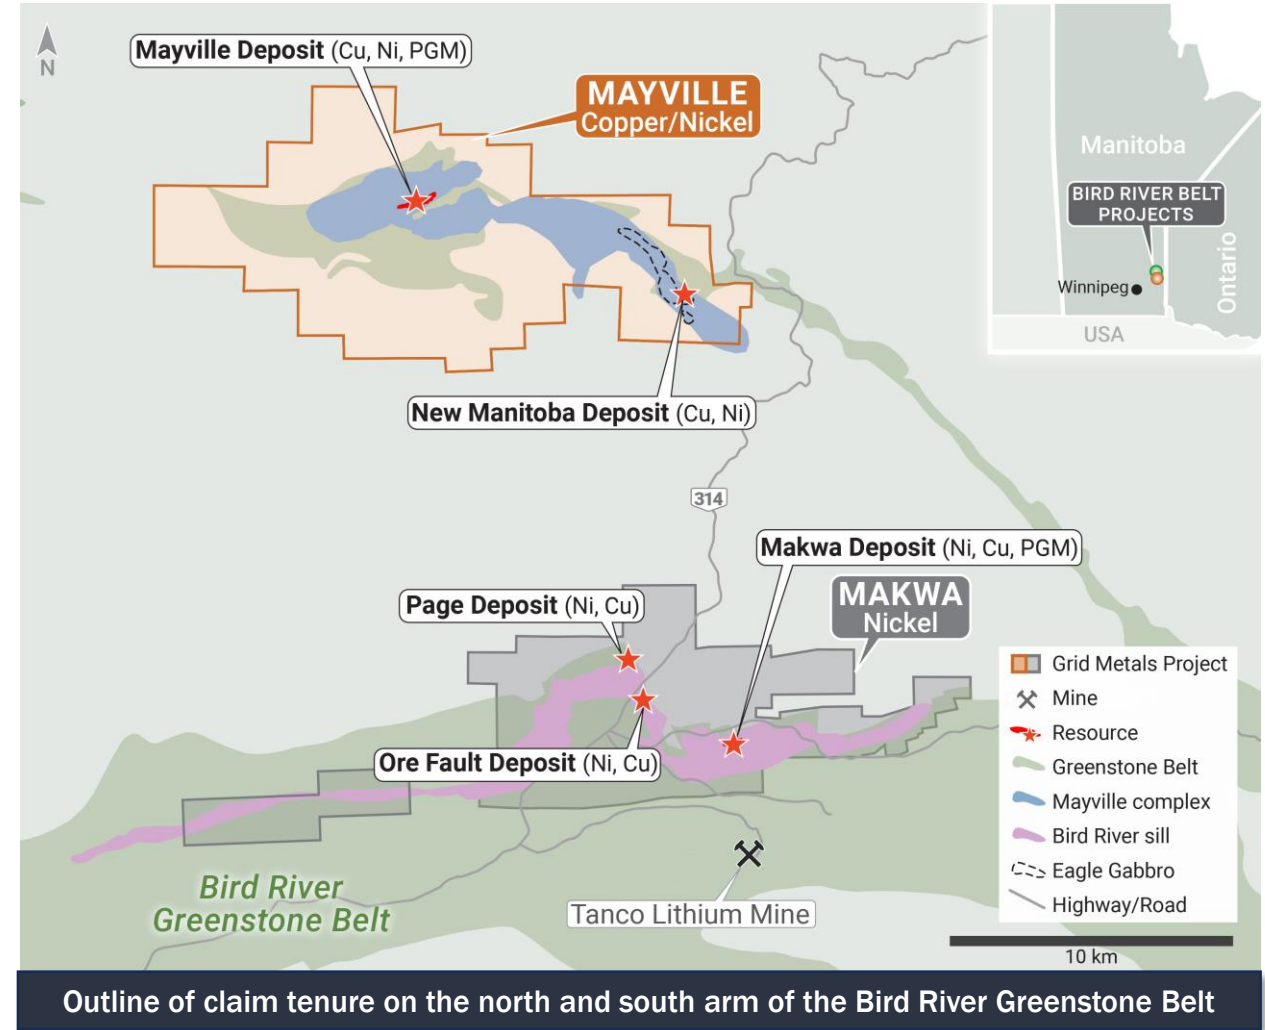 N
Mayville Deposit (Cu, Ni, PGM)
MAYVILLE
Copper/Nickel
Manitoba
BIRD RIVER BELT
PROJECTS
Ontario
Winnipeg
USA
New Manitoba Deposit (Cu, Ni)
314
Makwa Deposit (Ni, Cu, PGM)
MAKWA
Nickel
Page Deposit (Ni, Cu)
Ore Fault Deposit (Ni, Cu)
Grid Metals Project
Mine
Resource
Greenstone Belt
Mayville complex
Bird River sill
Eagle Gabbro
Highway/Road
Bird River
Greenstone Belt
Tanco Lithium Mine
10 km
Outline of claim tenure on the north and south arm of the Bird River Greenstone Belt